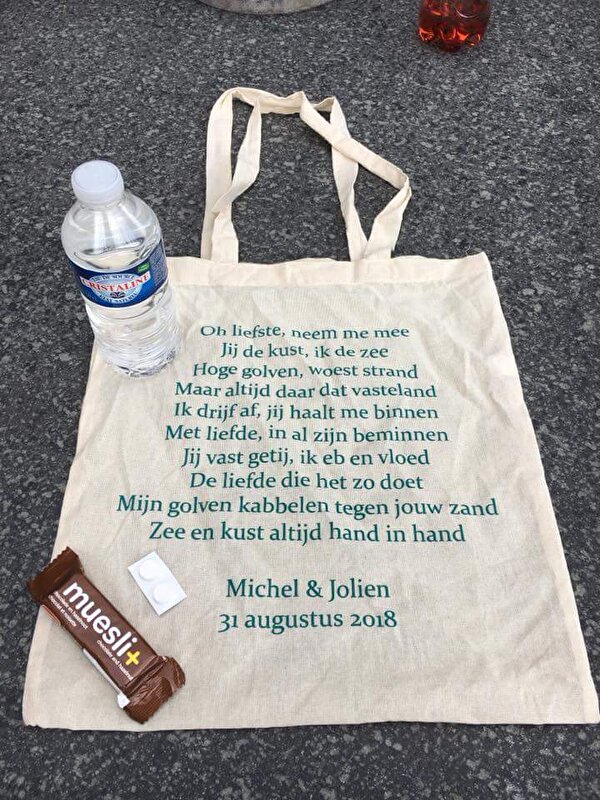 CRISTALINE
Oh liefste, neem me mee
Jij de kust, ik de zee
Hoge golven, woest strand
Maar altijd daar dat vasteland
Ik drijf af, jij haalt me binnen
Met liefde, in al zijn beminnen
Jij vast getij, ik eb en vloed
De liefde die het zo doet
Mijn golven kabbelen tegen jouw zand
Zee en kust altijd hand in hand
Michel & Jolien
31 augustus 2018
muesli+
chocolate and hazelnut